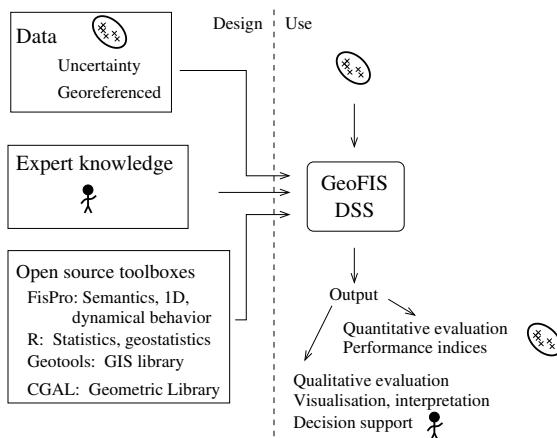 Design
Use
Data
Uncertainty
Georeferenced
Expert knowledge
Open source toolboxes
FisPro: Semantics, 1D,
dynamical behavior
R: Statistics, geostatistics
Geotools: GIS library
CGAL: Geometric Library
GeoFIS
DSS
Output
Quantitative evaluation
Performance indices
Qualitative evaluation
Visualisation, interpretation
Decision support